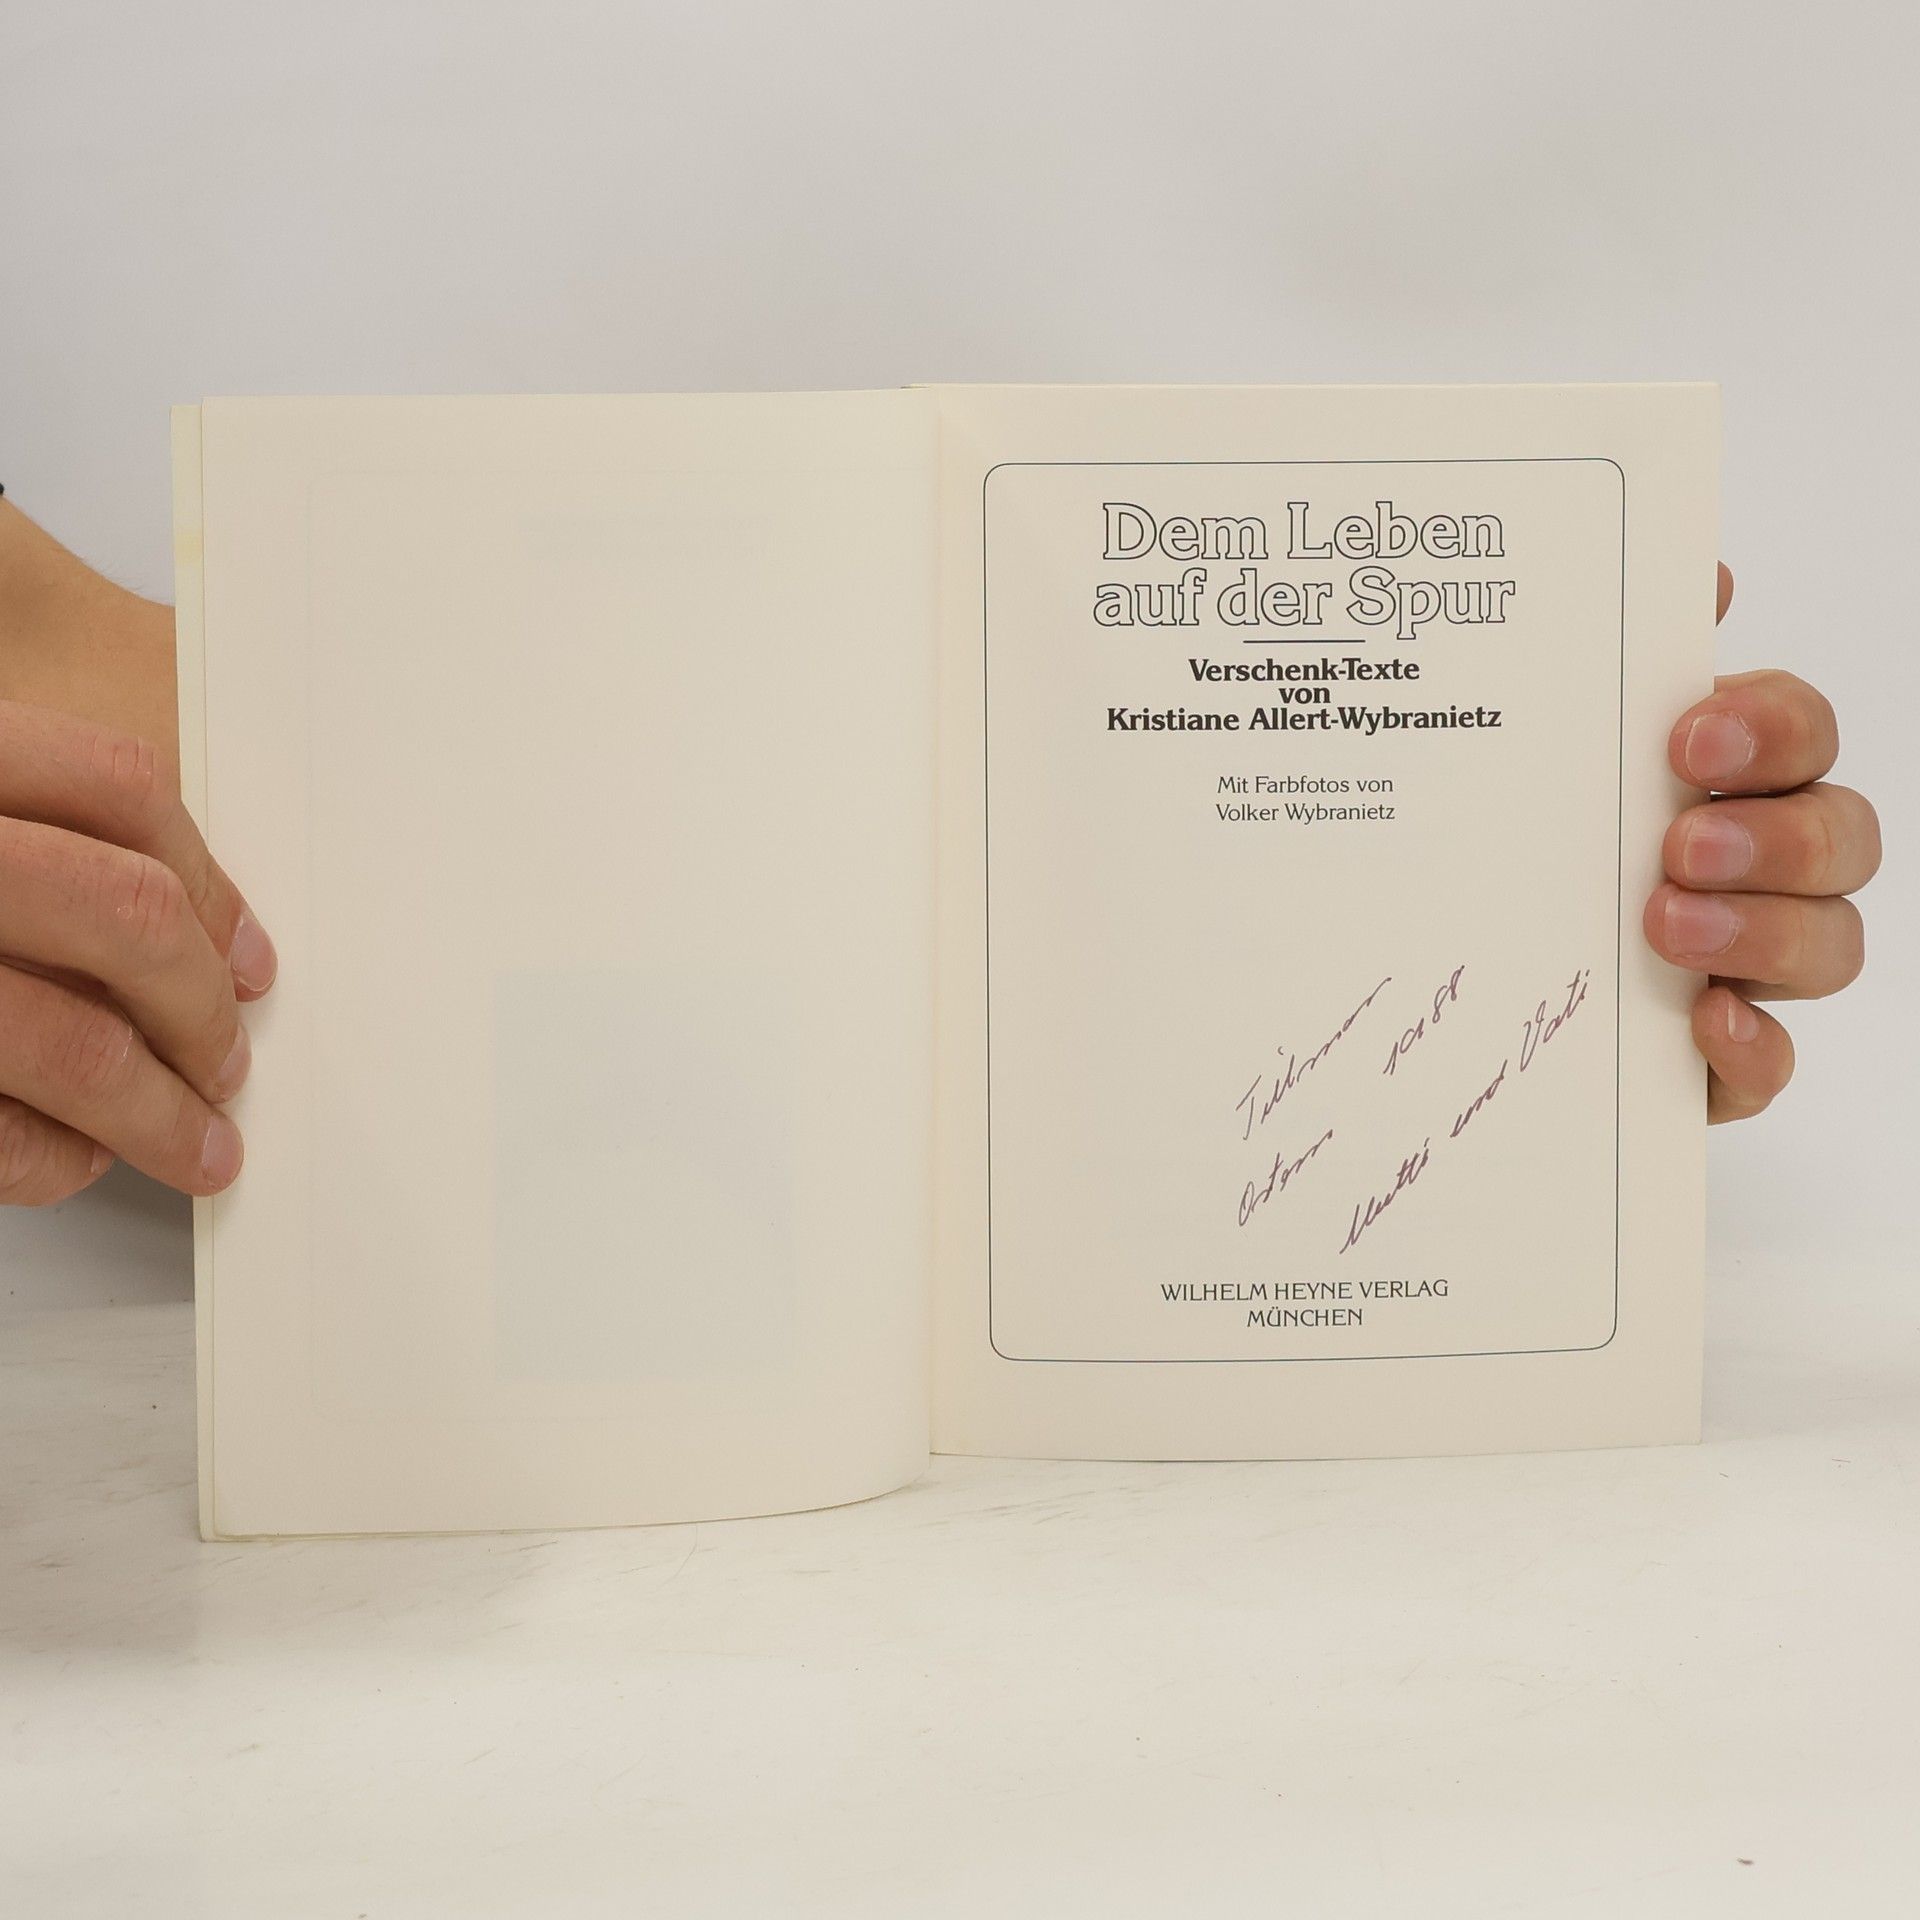 Dem Leben
auf der Spur
Verschenk-Texte
von
Kristiane Allert-Wybranietz
Mit Farbfotos von
Volker Wybranietz
Tilman
Ostern 1988
Mutti und Vati
WILHELM HEYNE VERLAG
MÜNCHEN